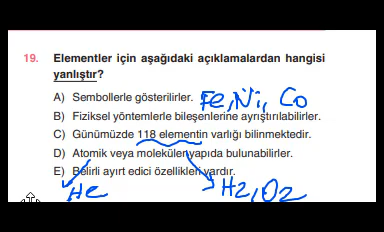 19. Elementler için aşağıdaki açıklamalardan hangisi
yanlıştır?
A) Sembollerle gösterilirler. Fe, Ni, Co
B) Fiziksel yöntemlerle bileşenlerine ayrıştırılabilirler.
C) Günümüzde 118 elementin varlığı bilinmektedir.
D) Atomik veya moleküler yapıda bulunabilirler.
E) Belirli ayırt edici özellikleri vardır.
He H2, O2